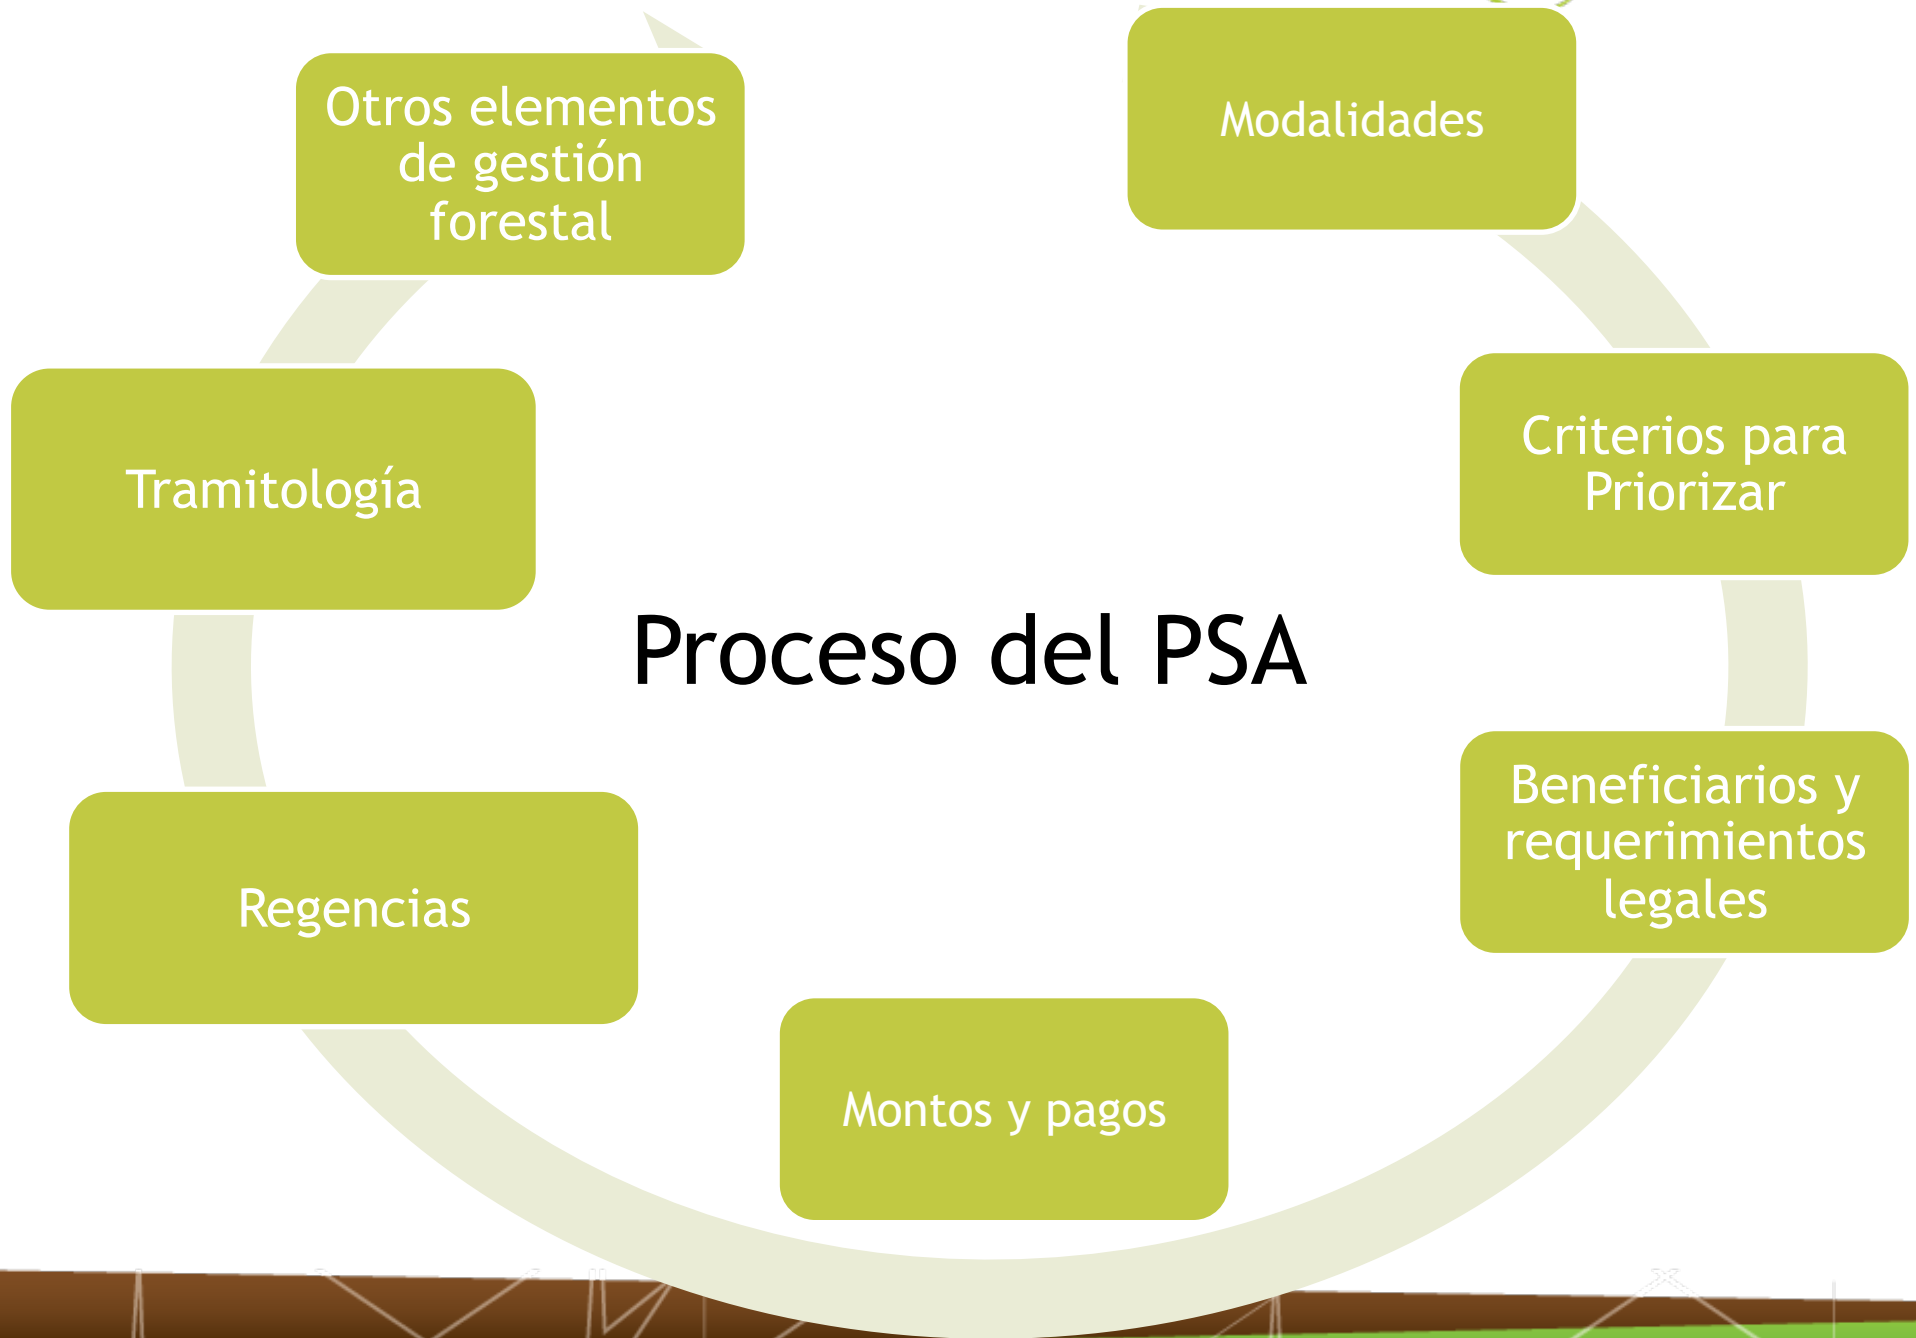 Otros elementos
de gestión
forestal
Modalidades
Criterios para
Priorizar
Tramitología
Proceso del PSA
Beneficiarios y
requerimientos
legales
Regencias
Montos y pagos